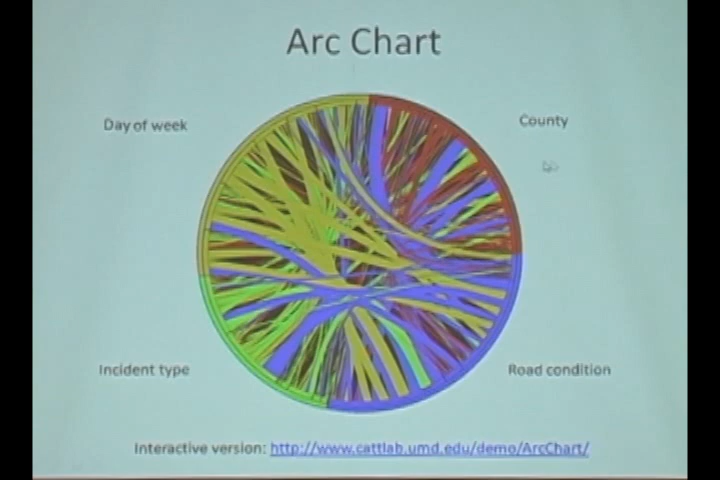 Arc Chart
Day of week
County
Incident type
Road condition
Interactive version: http://www.cattlab.umd.edu/demo/ArcChart/